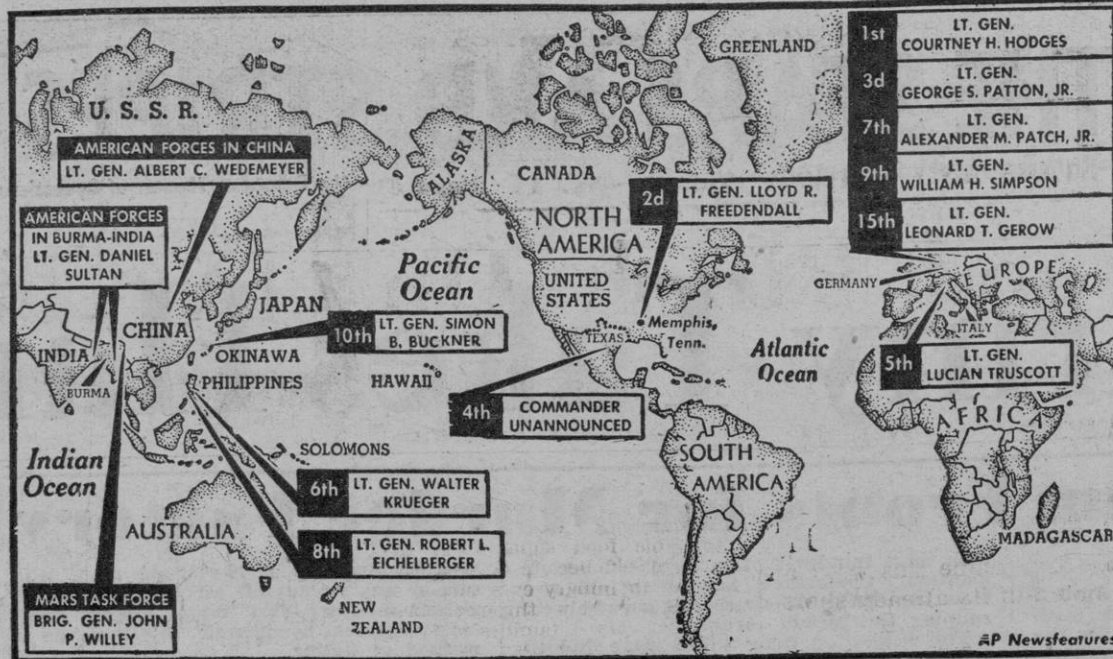 U. S. S. R.
AMERICAN FORCES IN CHINA
LT. GEN. ALBERT C. WEDEMEYER
AMERICAN FORCES
IN BURMA-INDIA
LT. GEN. DANIEL
SULTAN
CHINA
INDIA
BURMA
JAPAN
OKINAWA
PHILIPPINES
Indian
Ocean
AUSTRALIA
MARS TASK FORCE
BRIG. GEN. JOHN
P. WILLEY
Pacific
Ocean
10th LT. GEN. SIMON
B. BUCKNER
HAWAII
SOLOMONS
6th LT. GEN. WALTER
KRUEGER
8th LT. GEN. ROBERT L.
EICHELBERGER
NEW
ZEALAND
ALASKA
CANADA
GREENLAND
NORTH
AMERICA
UNITED
STATES
TEXAS
2d LT. GEN. LLOYD R.
FREEDENDALL
Memphis,
Tenn.
4th COMMANDER
UNANNOUNCED
Atlantic
Ocean
SOUTH
AMERICA
1st LT. GEN.
COURTNEY H. HODGES
3d LT. GEN.
GEORGE S. PATTON, JR.
7th LT. GEN.
ALEXANDER M. PATCH, JR.
9th LT. GEN.
WILLIAM H. SIMPSON
15th LT. GEN.
LEONARD T. GEROW
GERMANY
EUROPE
ITALY
5th LT. GEN.
LUCIAN TRUSCOTT
AFRICA
MADAGASCAR
AP Newsfeatures